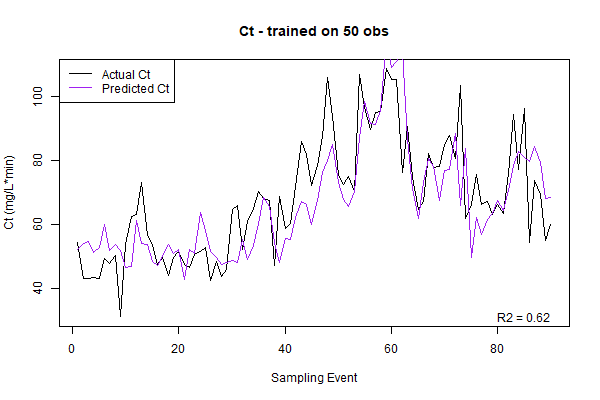 Ct - trained on 50 obs
Actual Ct
Predicted Ct
Ct (mg/L*min)
100
80
60
40
R2 = 0.62
0 20 40 60 80
Sampling Event